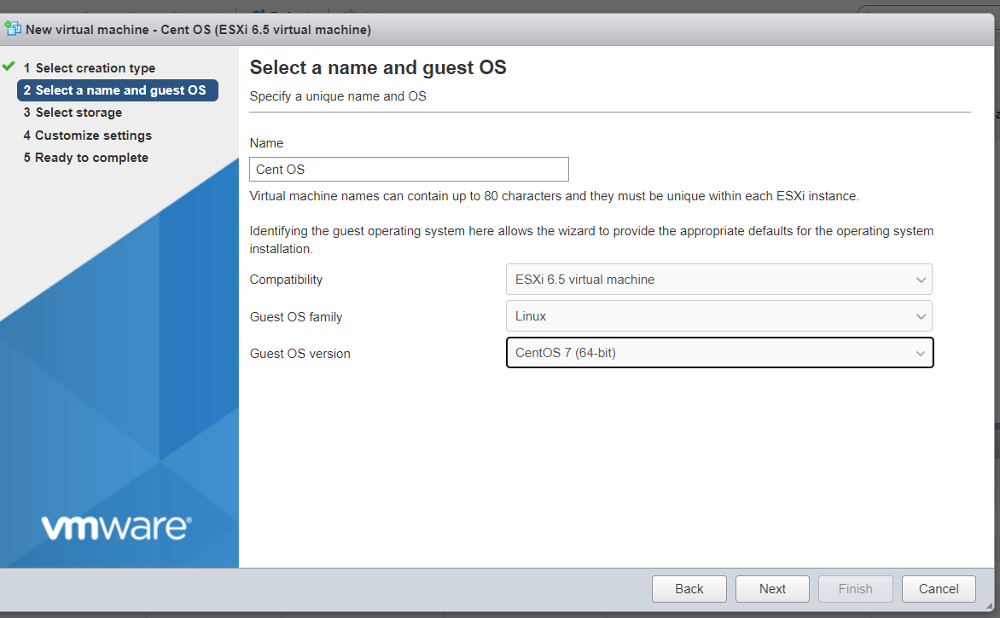 New virtual machine - Cent OS (ESXi 6.5 virtual machine)
1 Select creation type
2 Select a name and guest OS
3 Select storage
4 Customize settings
5 Ready to complete
vmware®
Select a name and guest OS
Specify a unique name and OS
Name
Cent OS
Virtual machine names can contain up to 80 characters and they must be unique within each ESXi instance.
Identifying the guest operating system here allows the wizard to provide the appropriate defaults for the operating system
installation.
Compatibility
ESXi 6.5 virtual machine
Guest OS family
Linux
Guest OS version
CentOS 7 (64-bit)
Back
Next
Finish
Cancel